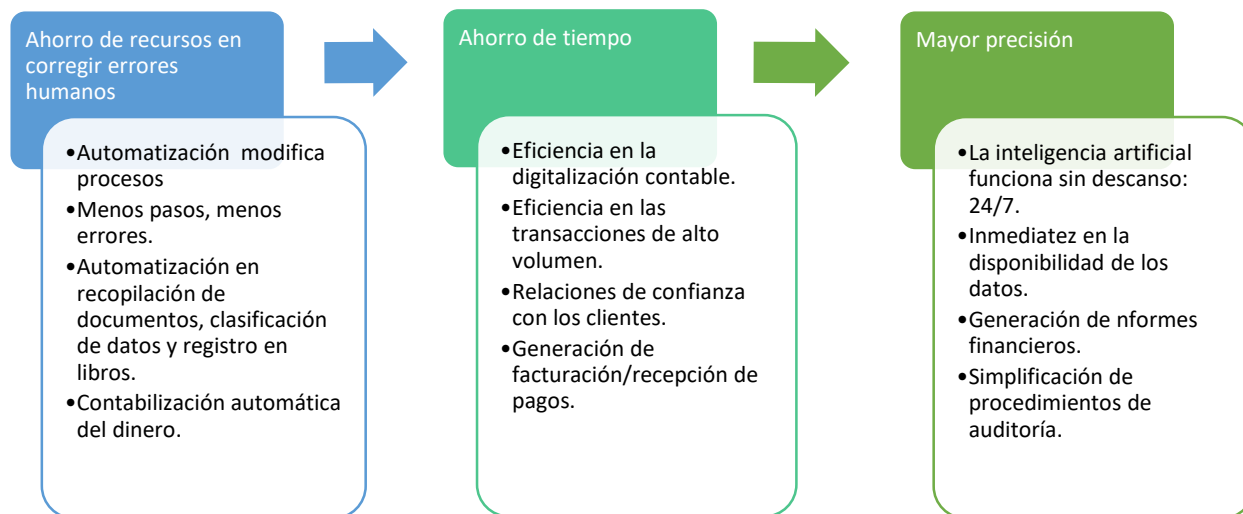 Ahorro de recursos en
corregir errores
humanos
•Automatización modifica
procesos
•Menos pasos, menos
errores.
•Automatización en
recopilación de
documentos, clasificación
de datos y registro en
libros.
•Contabilización automática
del dinero.
Ahorro de tiempo
•Eficiencia en la
digitalización contable.
•Eficiencia en las
transacciones de alto
volumen.
•Relaciones de confianza
con los clientes.
•Generación de
facturación/recepción de
pagos.
Mayor precisión
•La inteligencia artificial
funciona sin descanso:
24/7.
•Inmediatez en la
disponibilidad de los
datos.
•Generación de nformes
financieros.
•Simplificación de
procedimientos de
auditoría.